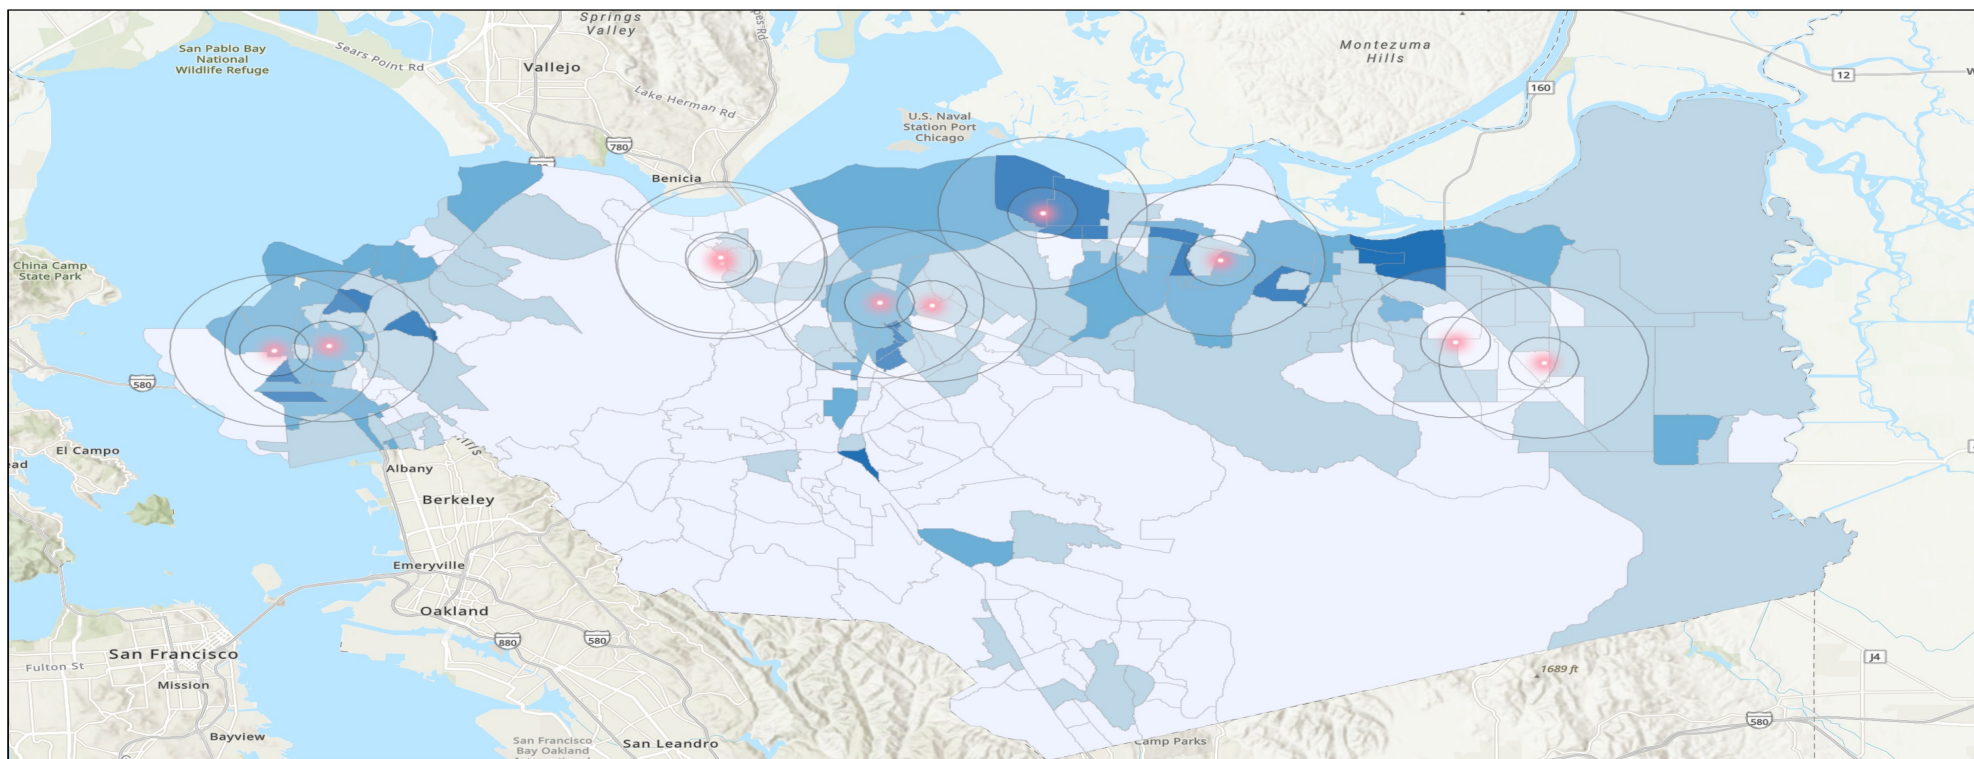 Springs
Valley
San Pablo Bay
National
Wildlife Refuge
Sears Point Rd
Vallejo
Lake Herman Rd
Montezuma
Hills
12
160
U.S. Naval
Station Port
Chicago
780
Benicia
China Camp
State Park
580
El Campo
Albany
Berkeley
Emeryville
Oakland
880
580
San Francisco
Fulton St
Mission
Bayview
San Francisco
Bay Oakland
San Leandro
Camp Parks
1689 ft
J4
580